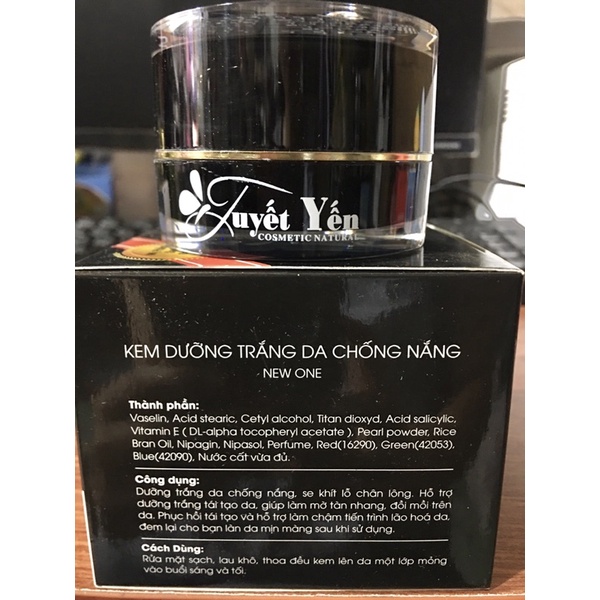 Tuyết Yến
COSMETIC NATURAL
KEM DƯỠNG TRẮNG DA CHỐNG NẮNG
NEW ONE
Thành phần:
Vaselin, Acid stearic, Cetyl alcohol, Titan dioxyd, Acid salicylic,
Vitamin E ( DL-alpha tocopheryl acetate ), Pearl powder, Rice
Bran Oil, Nipagin, Nipasol, Perfume, Red(16290), Green(42053),
Blue(42090), Nước cất vừa đủ.
Công dụng:
Dưỡng trắng da chống nắng, se khít lỗ chân lông. Hỗ trợ
dưỡng trắng tái tạo da, giúp làm mờ tàn nhang, đồi mồi trên
da. Phục hồi tái tạo và hỗ trợ làm chậm tiến trình lão hoá da,
đem lại cho bạn làn da mịn màng sau khi sử dụng.
Cách Dùng:
Rửa mặt sạch, lau khô, thoa đều kem lên da một lớp mỏng
vào buổi sáng và tối.